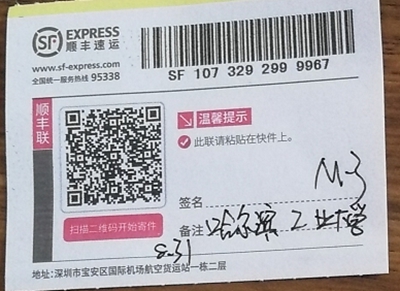 SF EXPRESS
顺丰速运
www.sf-express.com
全国统一服务热线 95338
SF 107 329 299 9967
顺丰联
温馨提示
此联请粘贴在快件上。
扫描二维码开始寄件
签名
M3
备注 哈尔滨工业大学
8.31
地址:深圳市宝安区国际机场航空货运站一栋二层